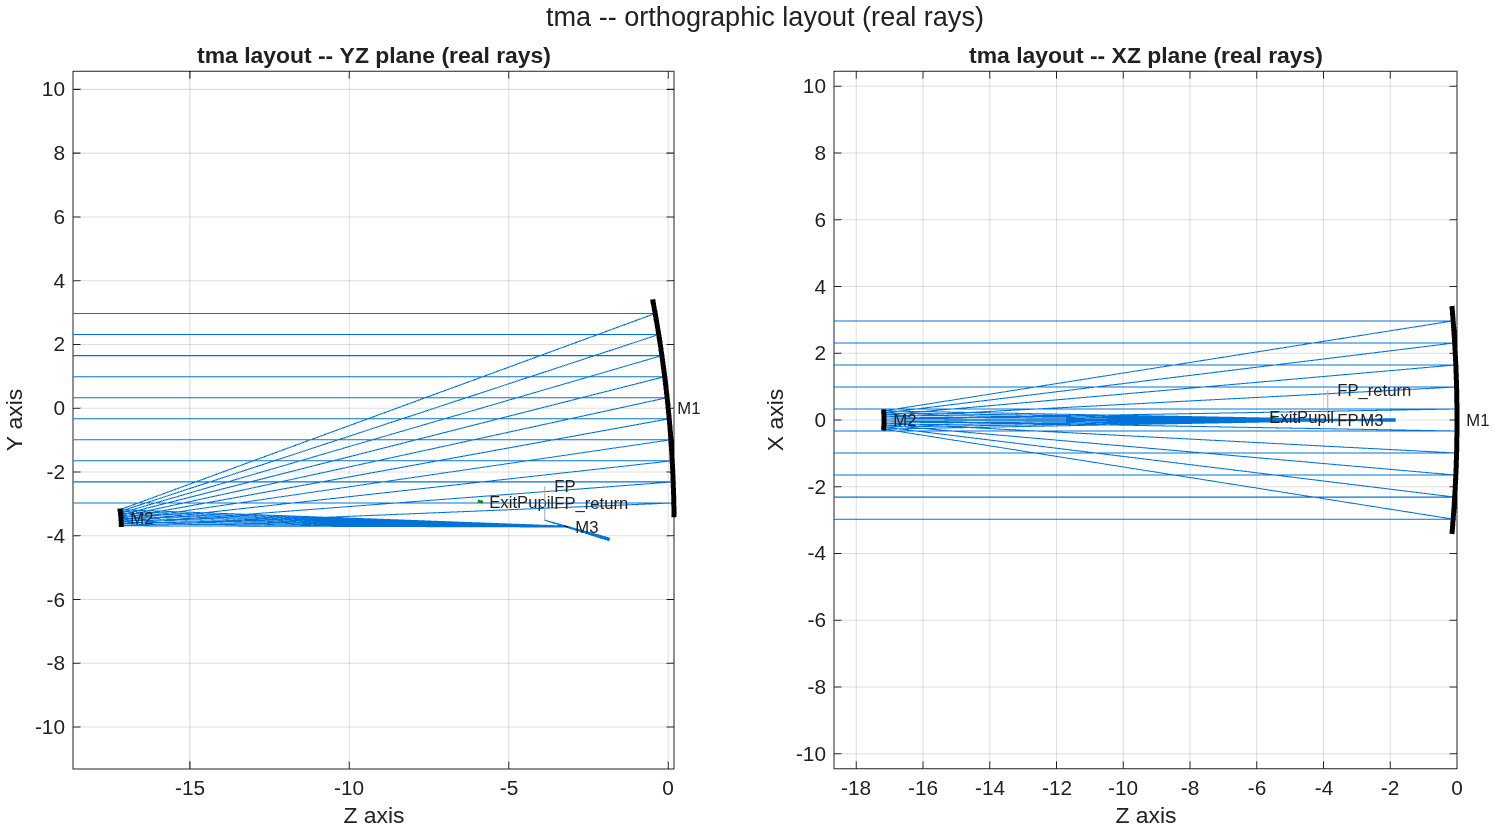 tma -- orthographic layout (real rays)
tma layout -- YZ plane (real rays)
10
8
6
4
2
0
-2
-4
-6
-8
-10
Y axis
-15
-10
-5
0
Z axis
M1
M2
FP
ExitPupil
FP_return
M3
tma layout -- XZ plane (real rays)
10
8
6
4
2
0
-2
-4
-6
-8
-10
X axis
-18
-16
-14
-12
-10
-8
-6
-4
-2
0
Z axis
FP_return
M2
ExitPupil
FP
M3
M1